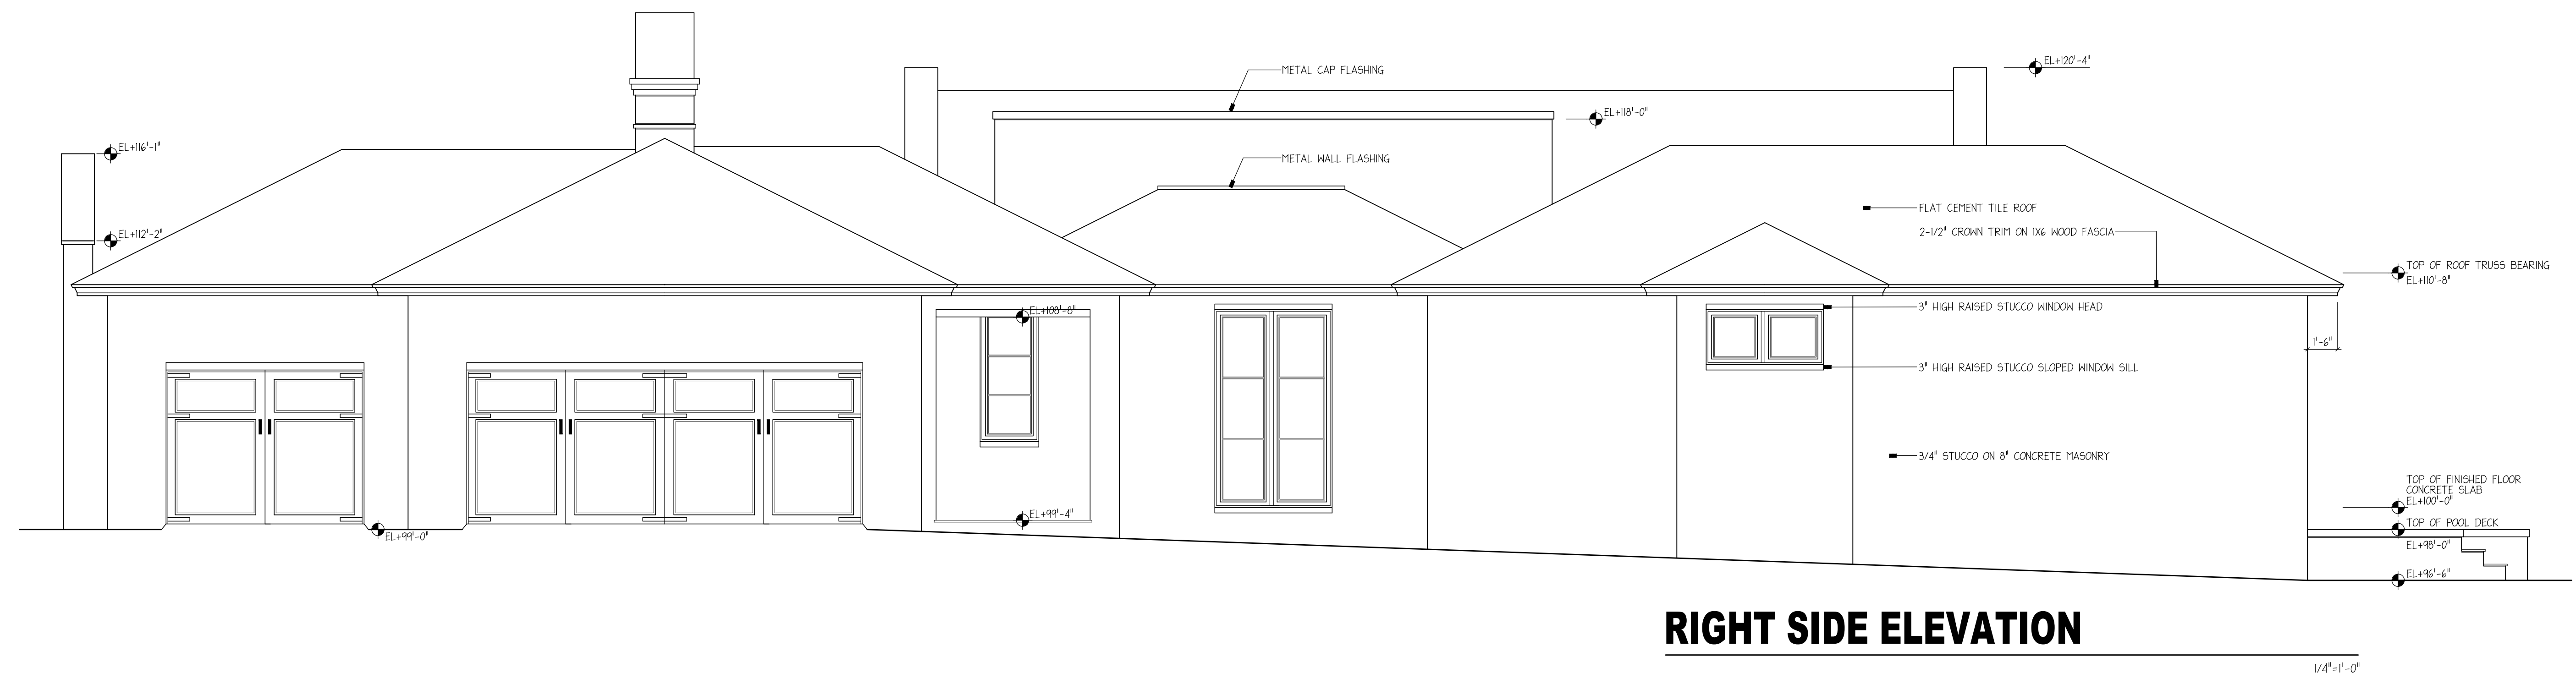 EL+120'-4"
METAL CAP FLASHING
EL+118'-0"
EL+116'-1"
METAL WALL FLASHING
FLAT CEMENT TILE ROOF
2-1/2" CROWN TRIM ON 1X6 WOOD FASCIA
EL+112'-2"
TOP OF ROOF TRUSS BEARING
EL+110'-8"
3" HIGH RAISED STUCCO WINDOW HEAD
EL+108'-8"
1'-6"
3" HIGH RAISED STUCCO SLOPED WINDOW SILL
3/4" STUCCO ON 8" CONCRETE MASONRY
TOP OF FINISHED FLOOR
CONCRETE SLAB
EL+100'-0"
EL+99'-4"
TOP OF POOL DECK
EL+99'-0"
EL+98'-0"
EL+96'-6"
RIGHT SIDE ELEVATION
1/4"=1'-0"